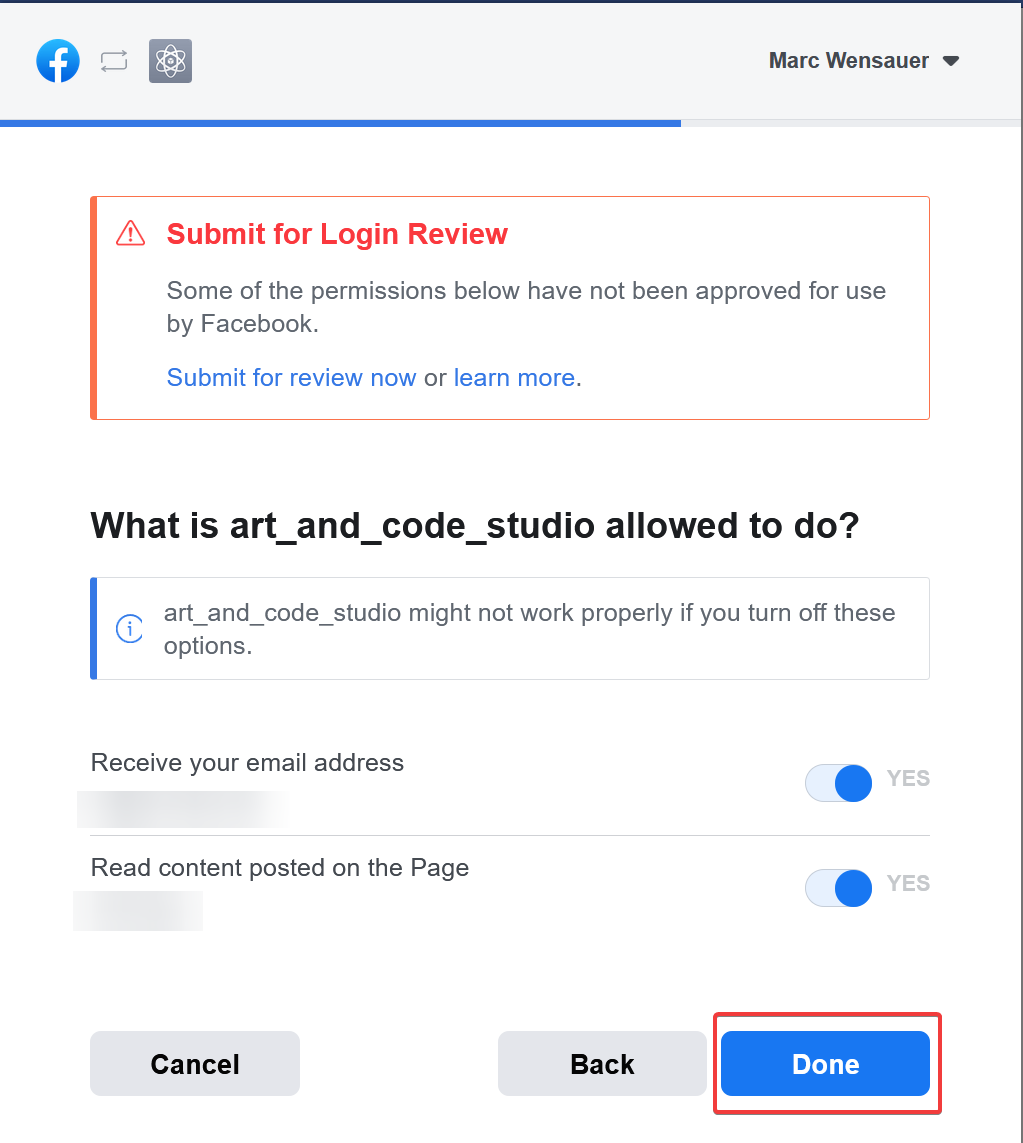 Marc Wensauer
Submit for Login Review
Some of the permissions below have not been approved for use
by Facebook.
Submit for review now or learn more.
What is art_and_code_studio allowed to do?
art_and_code_studio might not work properly if you turn off these
options.
Receive your email address
YES
Read content posted on the Page
YES
Cancel
Back
Done